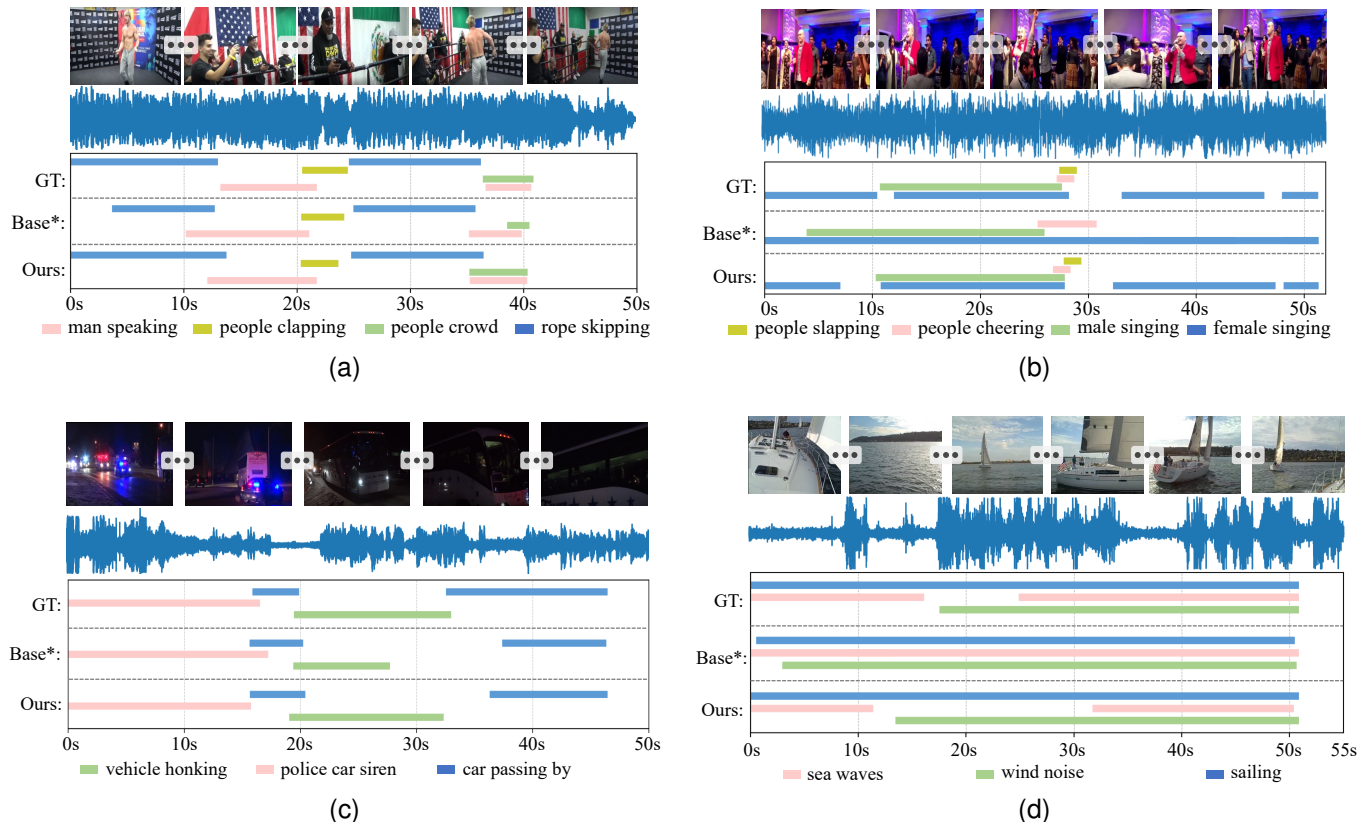 GT:
Base*:
Ours:
0s 10s 20s 30s 40s 50s
man speaking people clapping people crowd rope skipping
(a)
GT:
Base*:
Ours:
0s 10s 20s 30s 40s 50s
people slapping people cheering male singing female singing
(b)
GT:
Base*:
Ours:
0s 10s 20s 30s 40s 50s
vehicle honking police car siren car passing by
(c)
GT:
Base*:
Ours:
0s 10s 20s 30s 40s 50s 55s
sea waves wind noise sailing
(d)